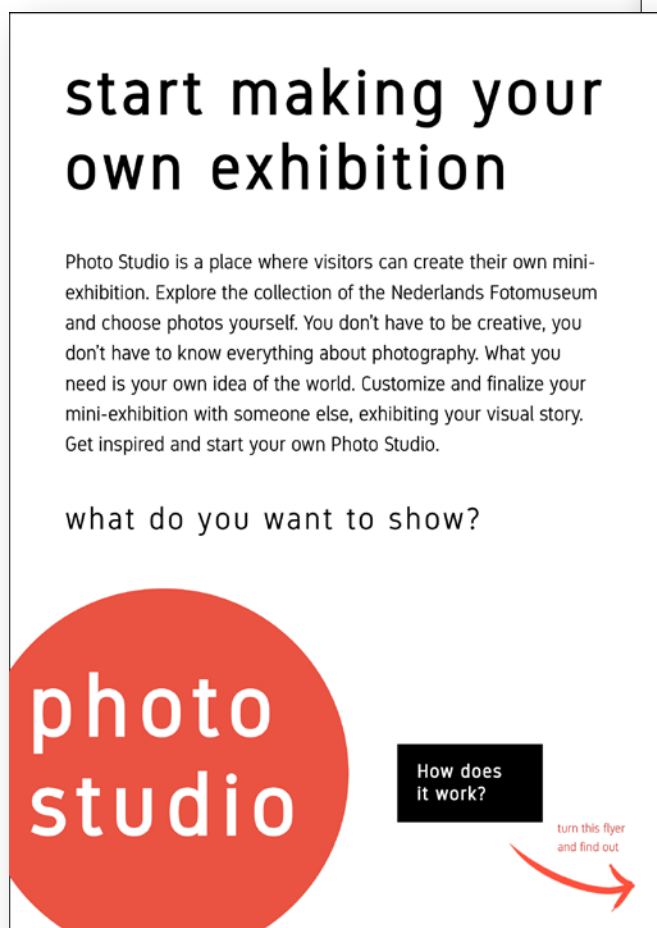 start making your
own exhibition
Photo Studio is a place where visitors can create their own mini-
exhibition. Explore the collection of the Nederlands Fotomuseum
and choose photos yourself. You don't have to be creative, you
don't have to know everything about photography. What you
need is your own idea of the world. Customize and finalize your
mini-exhibition with someone else, exhibiting your visual story.
Get inspired and start your own Photo Studio.
what do you want to show?
photo
studio
How does
it work?
turn this flyer
and find out